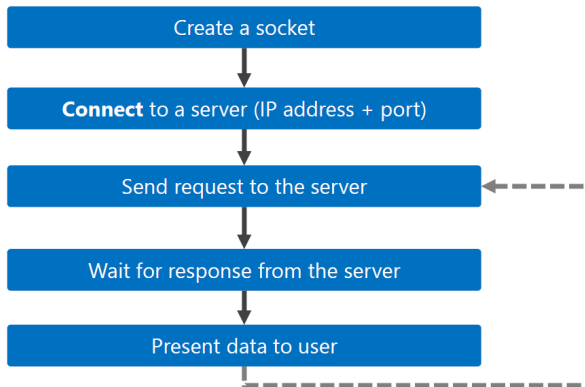 Create a socket
Connect to a server (IP address + port)
Send request to the server
Wait for response from the server
Present data to user